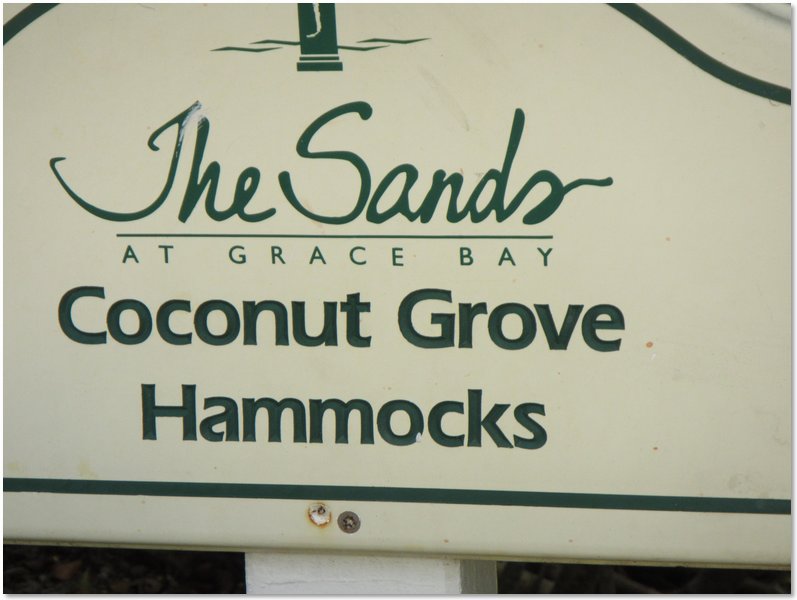 The Sands
AT GRACE BAY
Coconut Grove
Hammocks